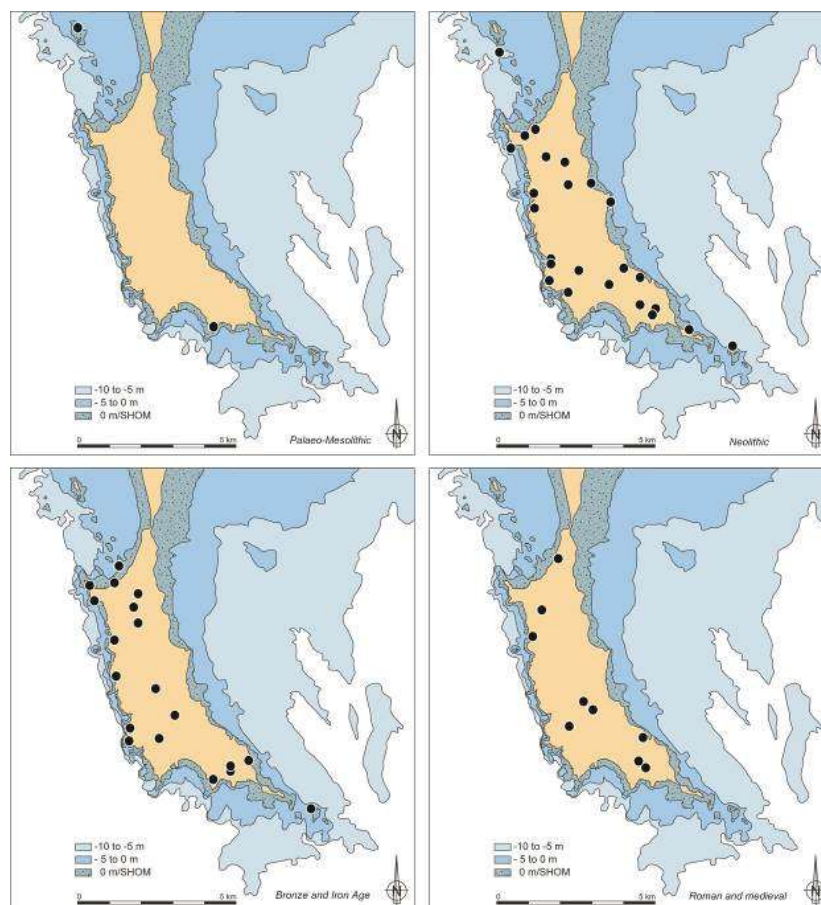 -10 to -5 m
- 5 to 0 m
0 m/SHOM
0 5 km
Palaeo-Mesolithic
N
-10 to -5 m
- 5 to 0 m
0 m/SHOM
0 5 km
Neolithic
N
-10 to -5 m
- 5 to 0 m
0 m/SHOM
0 5 km
Bronze and Iron Age
N
-10 to -5 m
- 5 to 0 m
0 m/SHOM
0 5 km
Roman and medieval
N